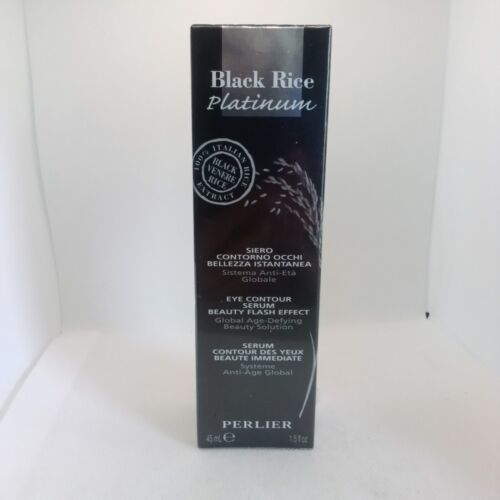 Black Rice
Platinum
100% ITALIAN RICE
EXTRACT
BLACK
VENERE
RICE
SIERO
CONTORNO OCCHI
BELLEZZA ISTANTANEA
Sistema Anti-Età
Globale
EYE CONTOUR
SERUM
BEAUTY FLASH EFFECT
Global Age-Defying
Beauty Solution
SERUM
CONTOUR DES YEUX
BEAUTE IMMEDIATE
Système
Anti-Age Global
PERLIER
45 mL e 1.5 fl oz